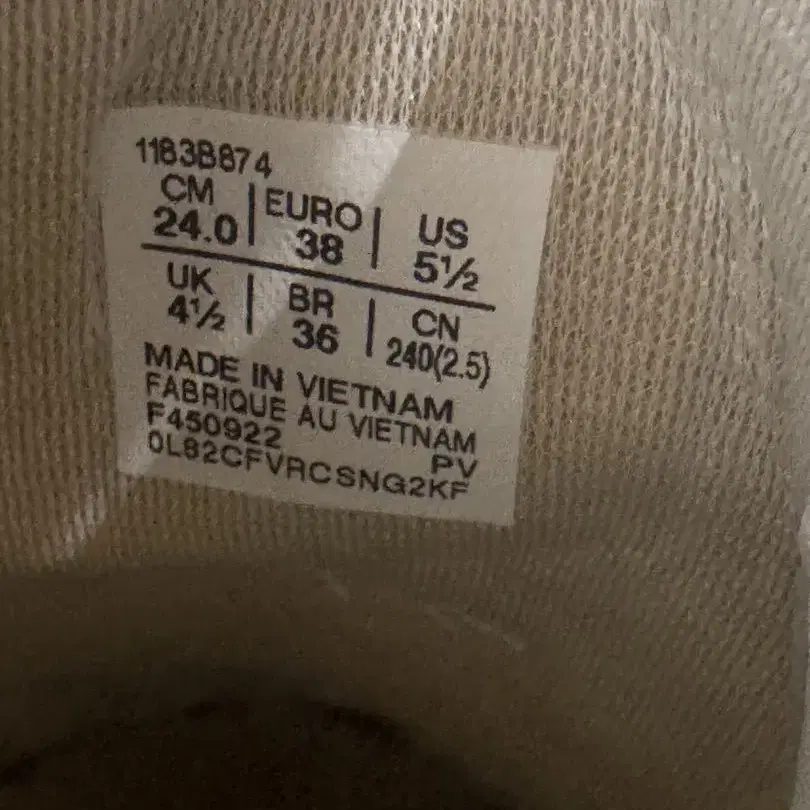 1183B874
CM | EURO | US
24.0 38 5½
UK | BR | CN
4½ 36 240(2.5)
MADE IN VIETNAM
FABRIQUE AU VIETNAM
F450922 PV
0L82CFVRCSNG2KF